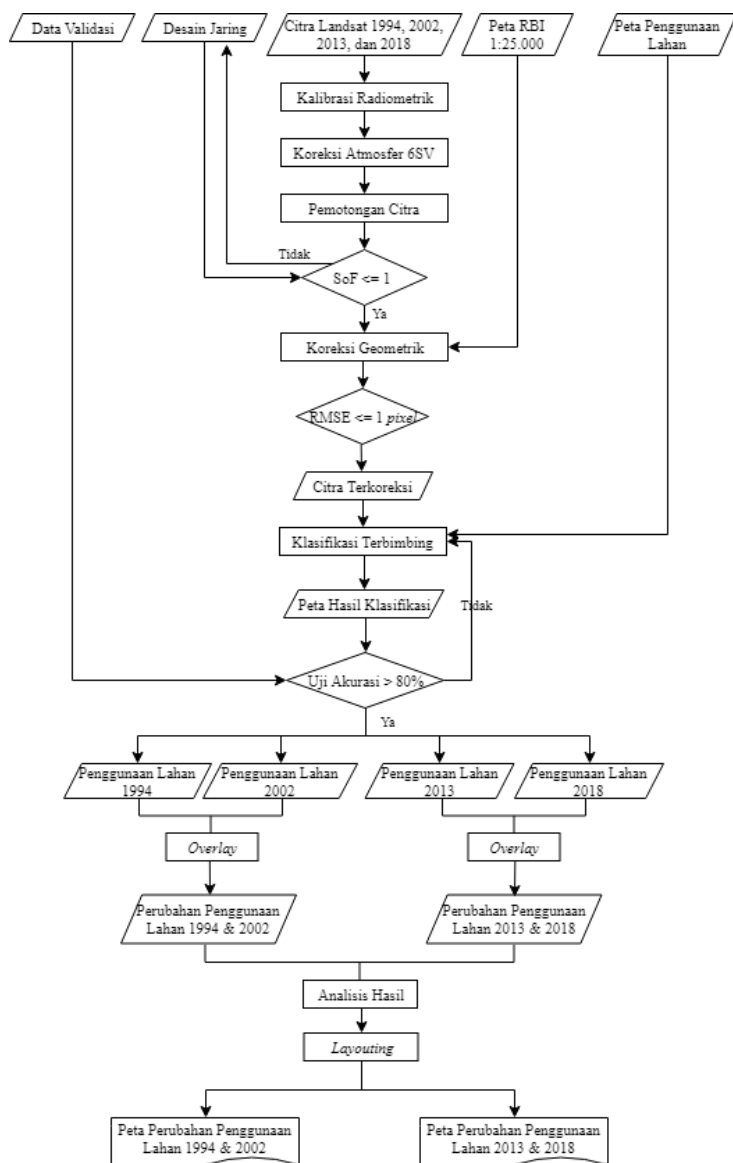 Data Validasi
Desain Jaring
Citra Landsat 1994, 2002,
2013, dan 2018
Peta RBI
1:25.000
Peta Penggunaan
Lahan
Kalibrasi Radiometrik
Koreksi Atmosfer 6SV
Pemotongan Citra
Tidak
SoF <= 1
Ya
Koreksi Geometrik
RMSE <= 1 pixel
Citra Terkoreksi
Klasifikasi Terbimbing
Peta Hasil Klasifikasi
Tidak
Uji Akurasi > 80%
Ya
Penggunaan Lahan
1994
Penggunaan Lahan
2002
Penggunaan Lahan
2013
Penggunaan Lahan
2018
Overlay
Overlay
Perubahan Penggunaan
Lahan 1994 & 2002
Perubahan Penggunaan
Lahan 2013 & 2018
Analisis Hasil
Layouting
Peta Perubahan Penggunaan
Lahan 1994 & 2002
Peta Perubahan Penggunaan
Lahan 2013 & 2018